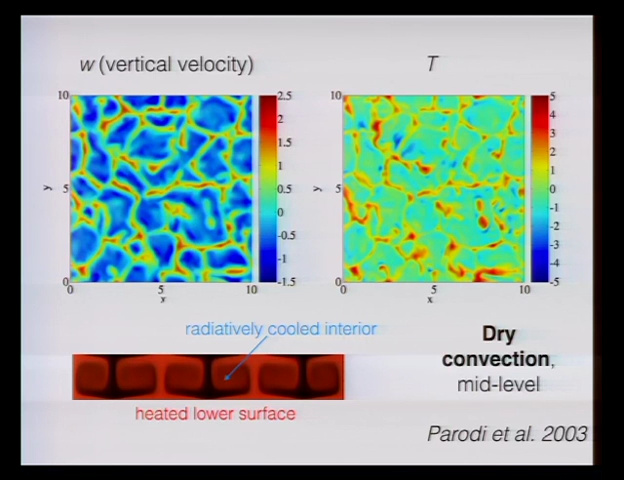 w (vertical velocity)
T
10
5
0
y
0
5
10
y
2.5
2
1.5
1
0.5
0
-0.5
-1
-1.5
10
5
0
y
0
5
10
x
5
4
3
2
1
0
-1
-2
-3
-4
-5
radiatively cooled interior
heated lower surface
Dry
convection,
mid-level
Parodi et al. 2003